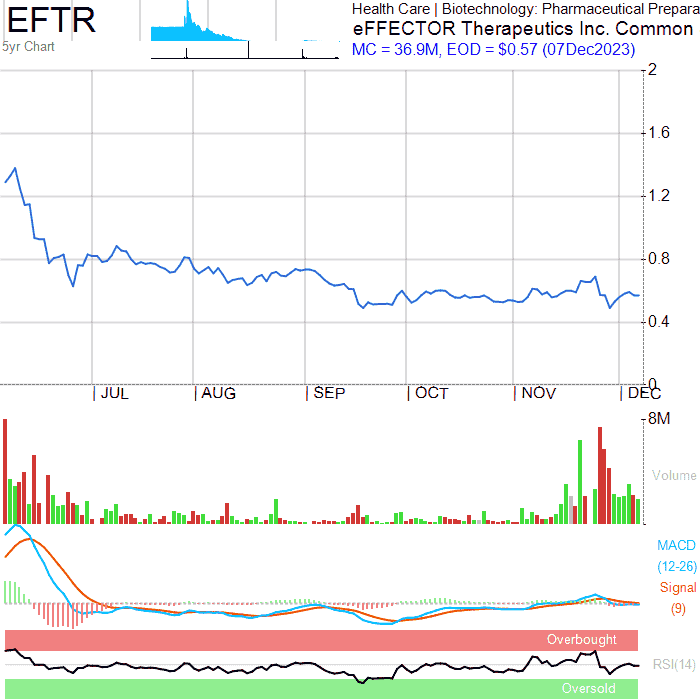 EFTR
5yr Chart
Health Care | Biotechnology: Pharmaceutical Prepara
eFFECTOR Therapeutics Inc. Common
MC = 36.9M, EOD = $0.57 (07Dec2023)
2
1.6
1.2
0.8
0.4
0
JUL AUG SEP OCT NOV DEC
8M
Volume
MACD
(12-26)
Signal
(9)
Overbought
RSI(14)
Oversold